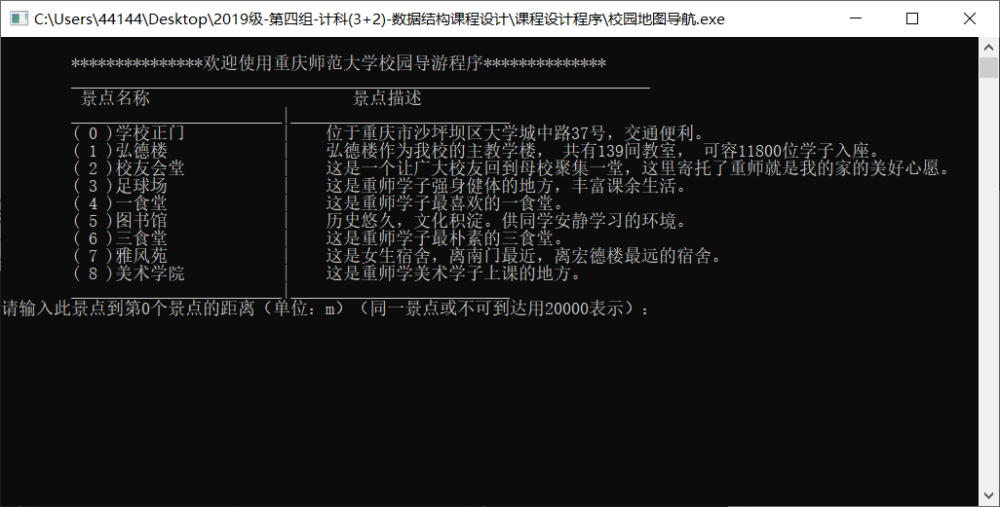 C:\Users\44144\Desktop\2019级-第四组-计科(3+2)-数据结构课程设计\课程设计程序\校园地图导航.exe
***************欢迎使用重庆师范大学校园导游程序**************
景点名称 景点描述
( 0 )学校正门 | 位于重庆市沙坪坝区大学城中路37号，交通便利。
( 1 )弘德楼 | 弘德楼作为我校的主教学楼， 共有139间教室， 可容11800位学子入座。
( 2 )校友会堂 | 这是一个让广大校友回到母校聚集一堂，这里寄托了重师就是我的家的美好心愿。
( 3 )足球场 | 这是重师学子强身健体的地方，丰富课余生活。
( 4 )一食堂 | 这是重师学子最喜欢的一食堂。
( 5 )图书馆 | 历史悠久，文化积淀。供同学安静学习的环境。
( 6 )三食堂 | 这是重师学子最朴素的三食堂。
( 7 )雅风苑 | 这是女生宿舍，离南门最近，离宏德楼最远的宿舍。
( 8 )美术学院 | 这是重师学美术学子上课的地方。
请输入此景点到第0个景点的距离（单位：m）（同一景点或不可到达用20000表示）：